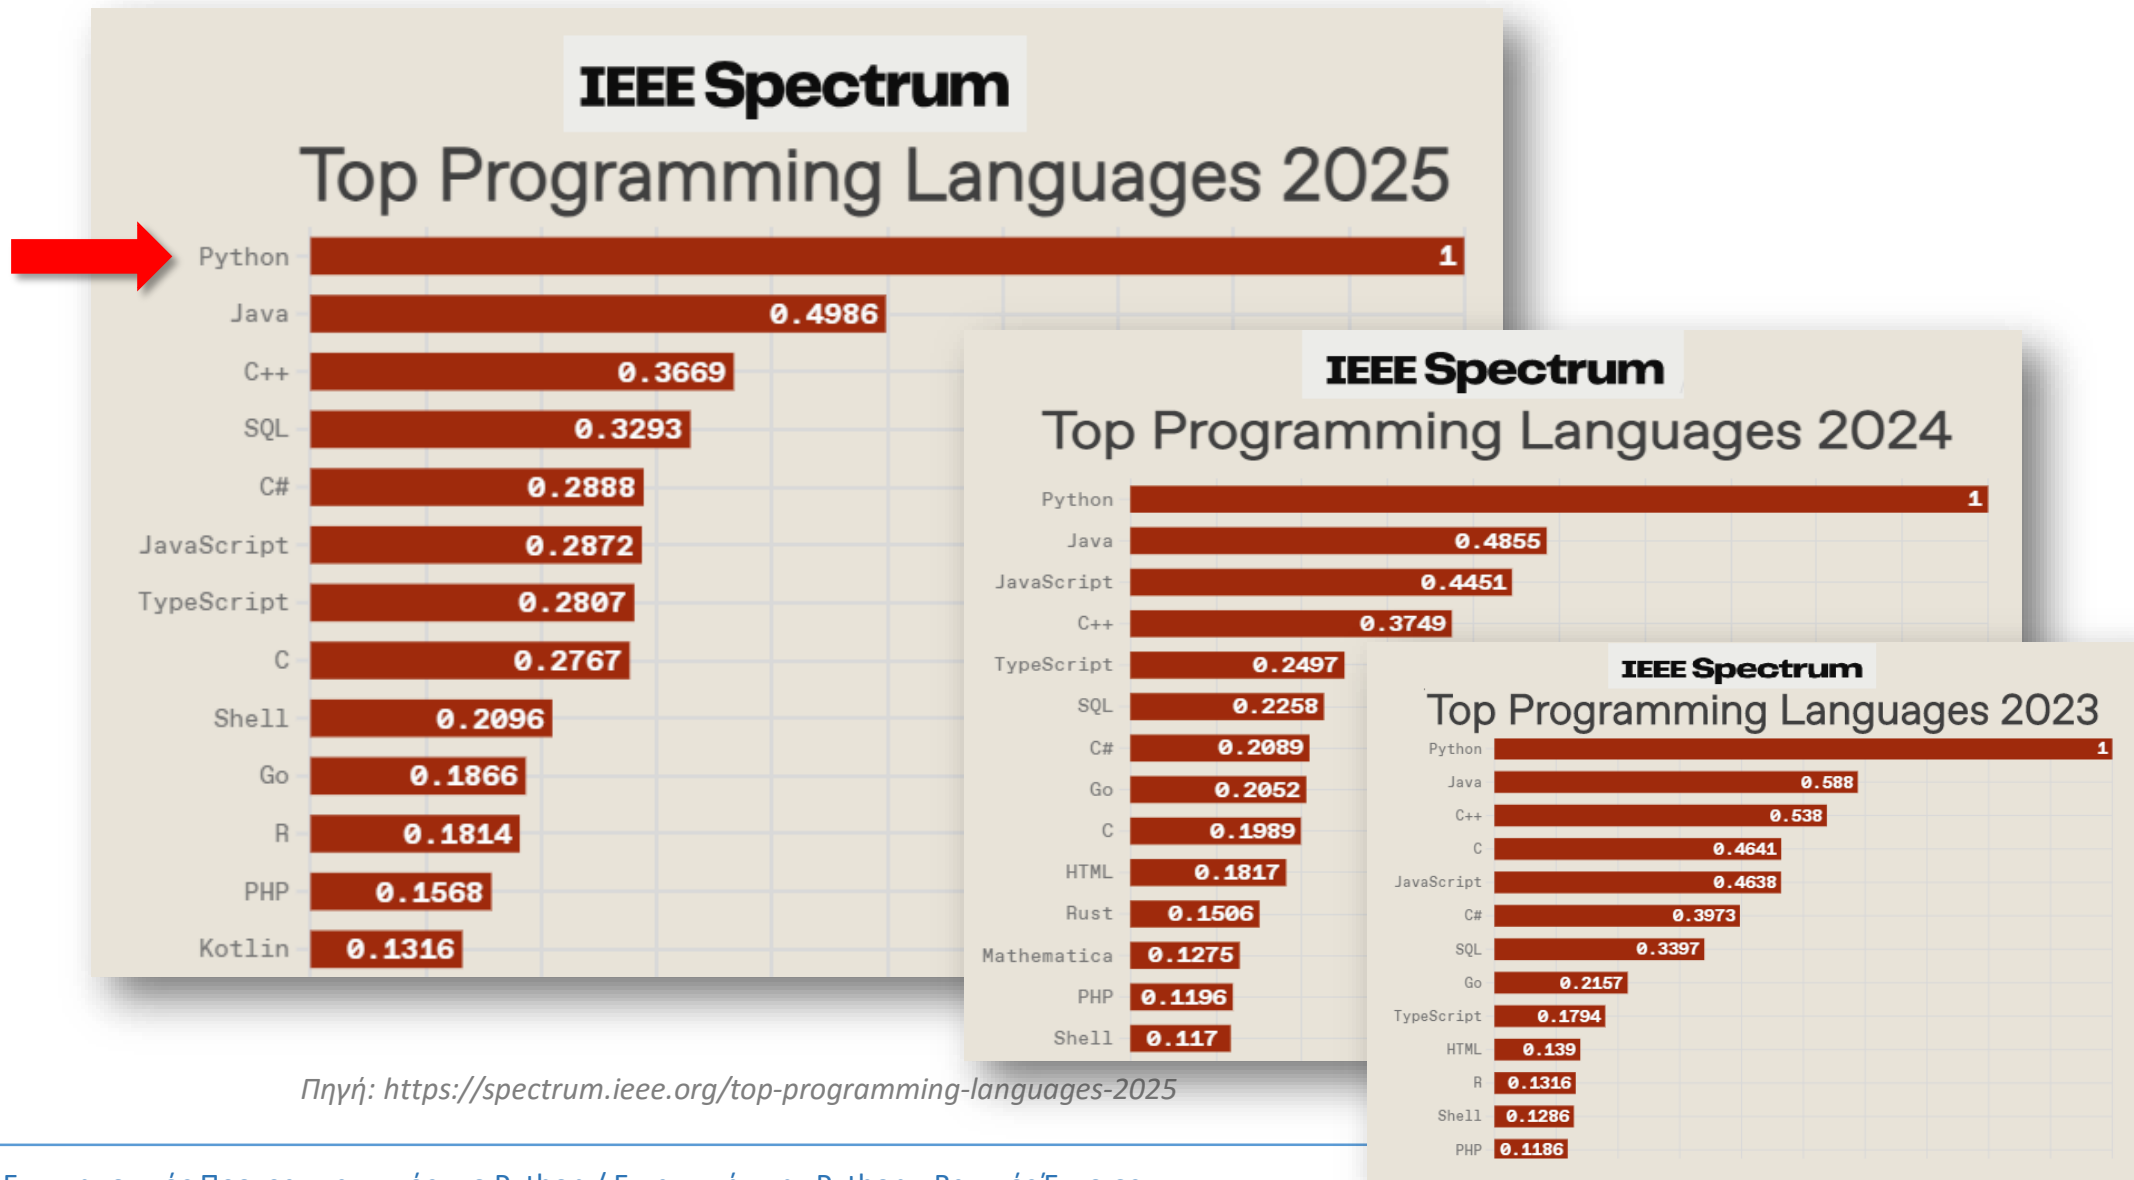 IEEE Spectrum
Top Programming Languages 2025
Python 1
Java 0.4986
C++ 0.3669
SQL 0.3293
C# 0.2888
JavaScript 0.2872
TypeScript 0.2807
C 0.2767
Shell 0.2096
Go 0.1866
R 0.1814
PHP 0.1568
Kotlin 0.1316
IEEE Spectrum
Top Programming Languages 2024
Python 1
Java 0.4855
JavaScript 0.4451
C++ 0.3749
TypeScript 0.2497
SQL 0.2258
C# 0.2089
Go 0.2052
C 0.1989
HTML 0.1817
Rust 0.1506
Mathematica 0.1275
PHP 0.1196
Shell 0.117
IEEE Spectrum
Top Programming Languages 2023
Python 1
Java 0.588
C++ 0.538
C 0.4641
JavaScript 0.4638
C# 0.3973
SQL 0.3397
Go 0.2157
TypeScript 0.1794
HTML 0.139
R 0.1316
Shell 0.1286
PHP 0.1186
Πηγή: https://spectrum.ieee.org/top-programming-languages-2025
Python / Python